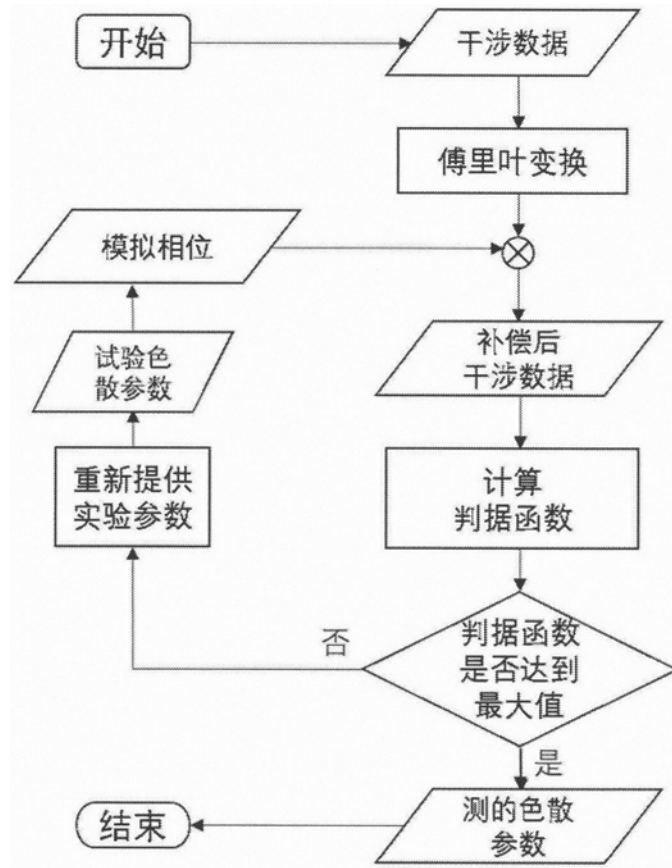 开始
干涉数据
傅里叶变换
模拟相位
补偿后
干涉数据
试验色
散参数
重新提供
实验参数
计算
判据函数
否
判据函数
是否达到
最大值
是
测的色散
参数
结束